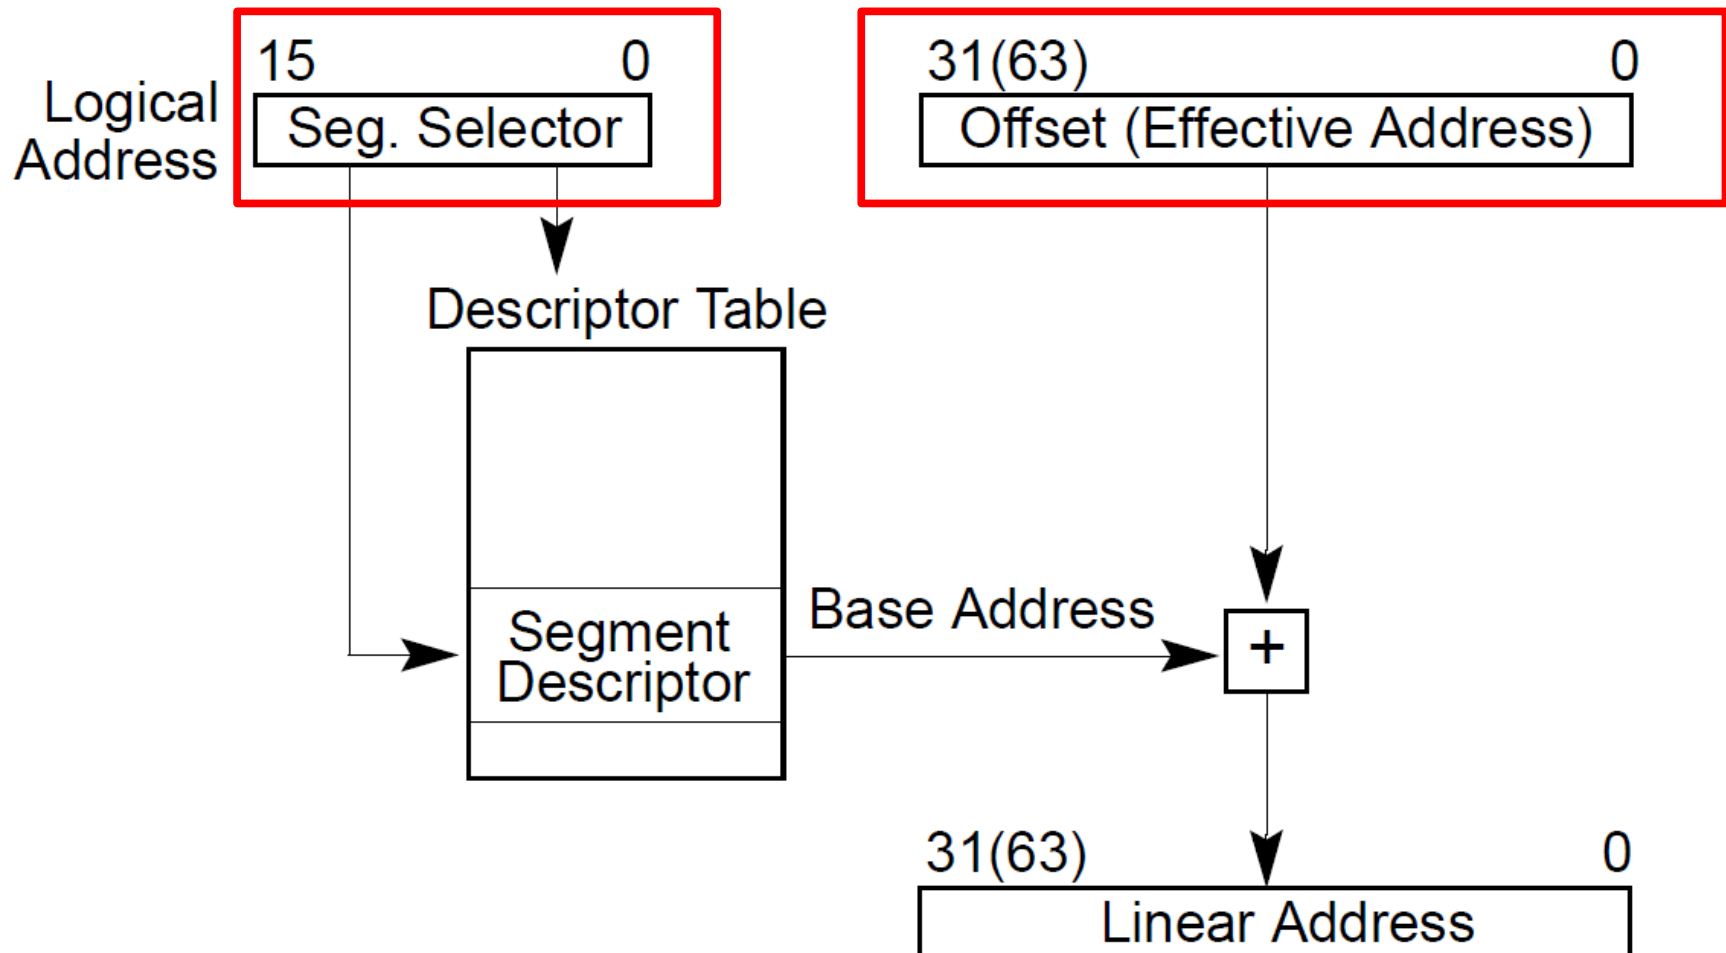 15 0
31(63) 0
Logical
Address
Seg. Selector
Offset (Effective Address)
Descriptor Table
Base Address
Segment
Descriptor
+
31(63) 0
Linear Address